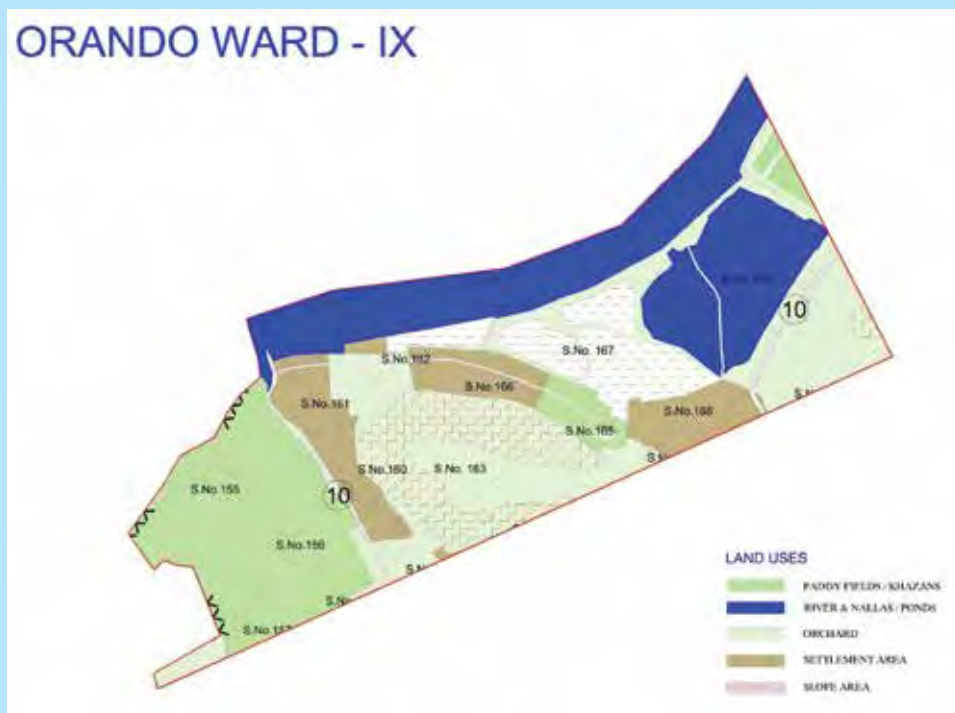 ORANDO WARD - IX
10
S.No. 167
S.No.162
S.No. 166
S.No.161
S.No. 168
S.No. 165
S.No.160
S.No. 163
S.No.155
10
S.No.156
S.No.157
LAND USES
PADDY FIELDS / KHAZANS
RIVER & NALLAS / PONDS
ORCHARD
SETTLEMENT AREA
SLOPE AREA